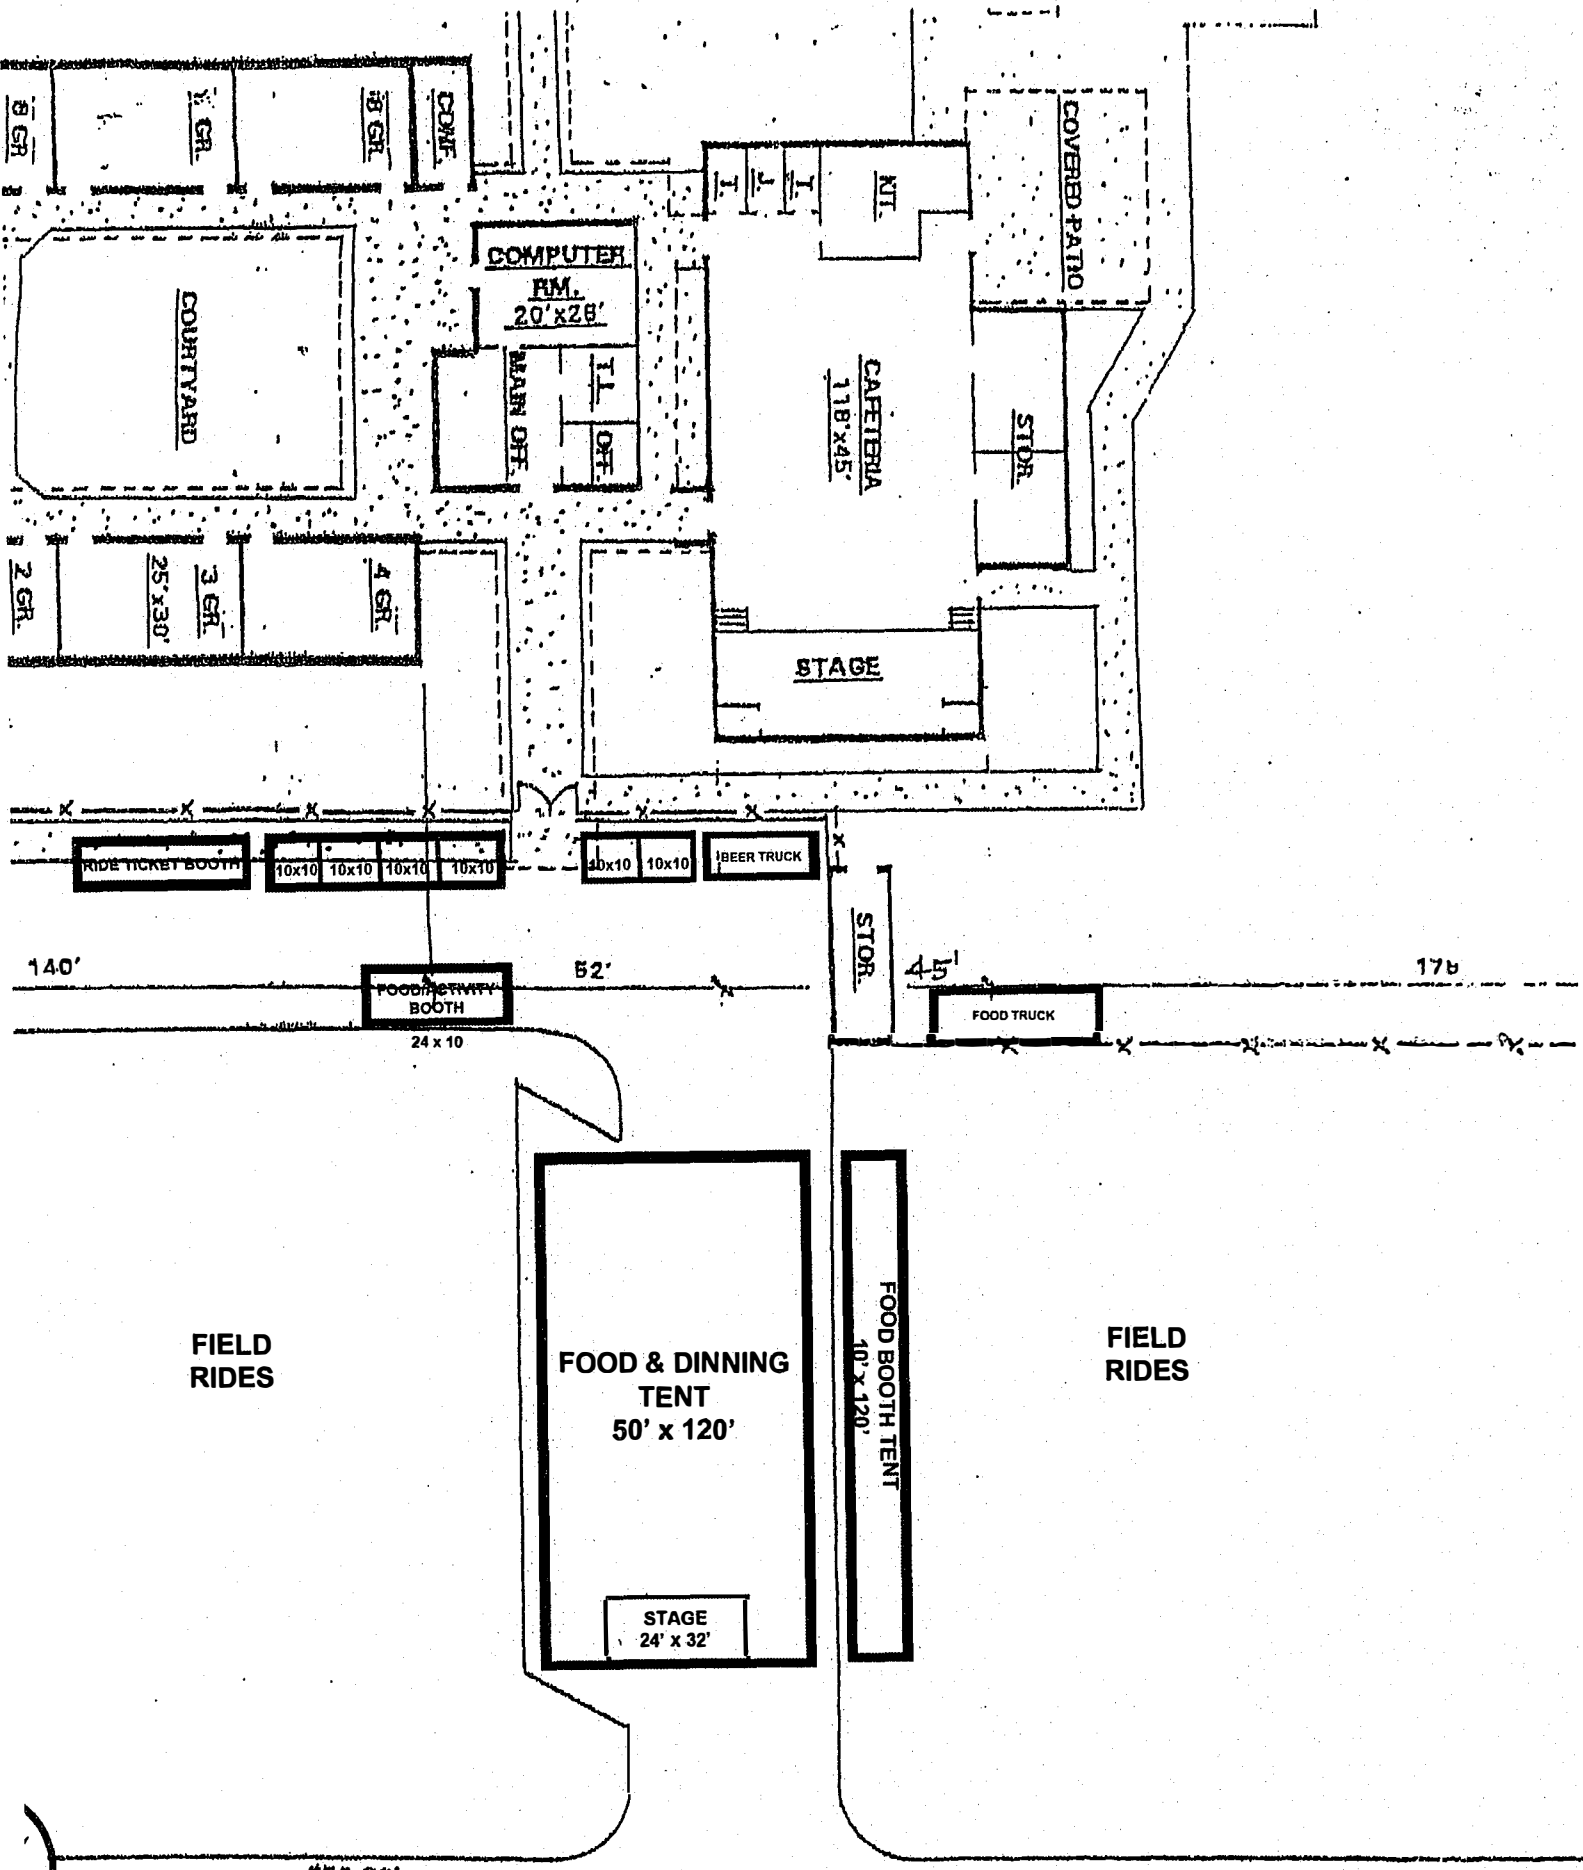 8 GR
GR.
8 GR.
CONF.
KIT.
COVERED PATIO
COMPUTER
RM.
20'x28'
COURTYARD
MAIN OFF.
OFF.
CAFETERIA
118'x45'
STOR.
2 GR.
3 GR.
25'x30'
4 GR.
STAGE
RIDE TICKET BOOTH
10x10
10x10
10x10
10x10
10x10
10x10
BEER TRUCK
STOR.
140'
52'
45'
FOOD/ACTIVITY
BOOTH
24 x 10
FOOD TRUCK
FIELD
RIDES
FOOD & DINNING
TENT
50' x 120'
FOOD BOOTH TENT
10' x 120'
FIELD
RIDES
STAGE
24' x 32'